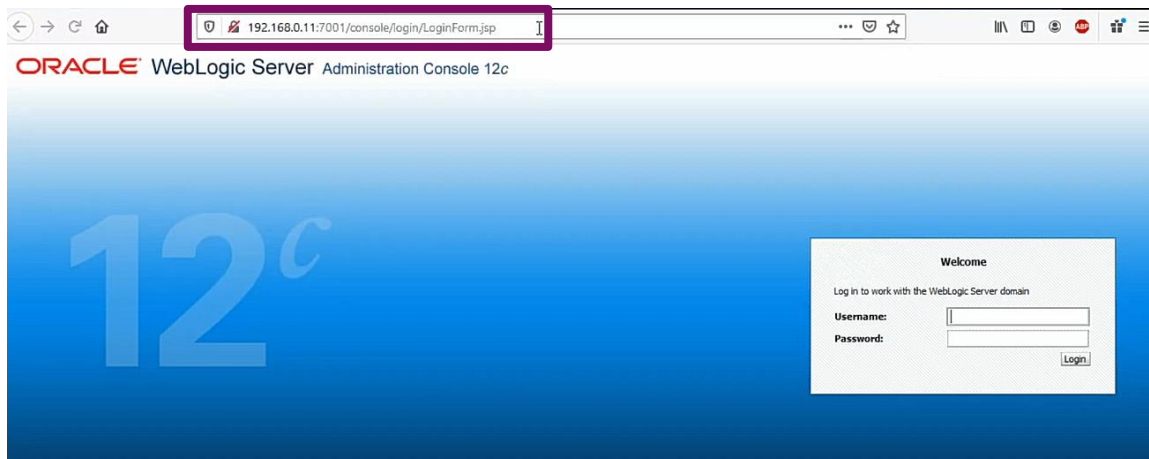 192.168.0.11:7001/console/login/LoginForm.jsp
ABP
ORACLE WebLogic Server Administration Console 12c
12c
Welcome
Log in to work with the WebLogic Server domain
Username:
Password:
Login